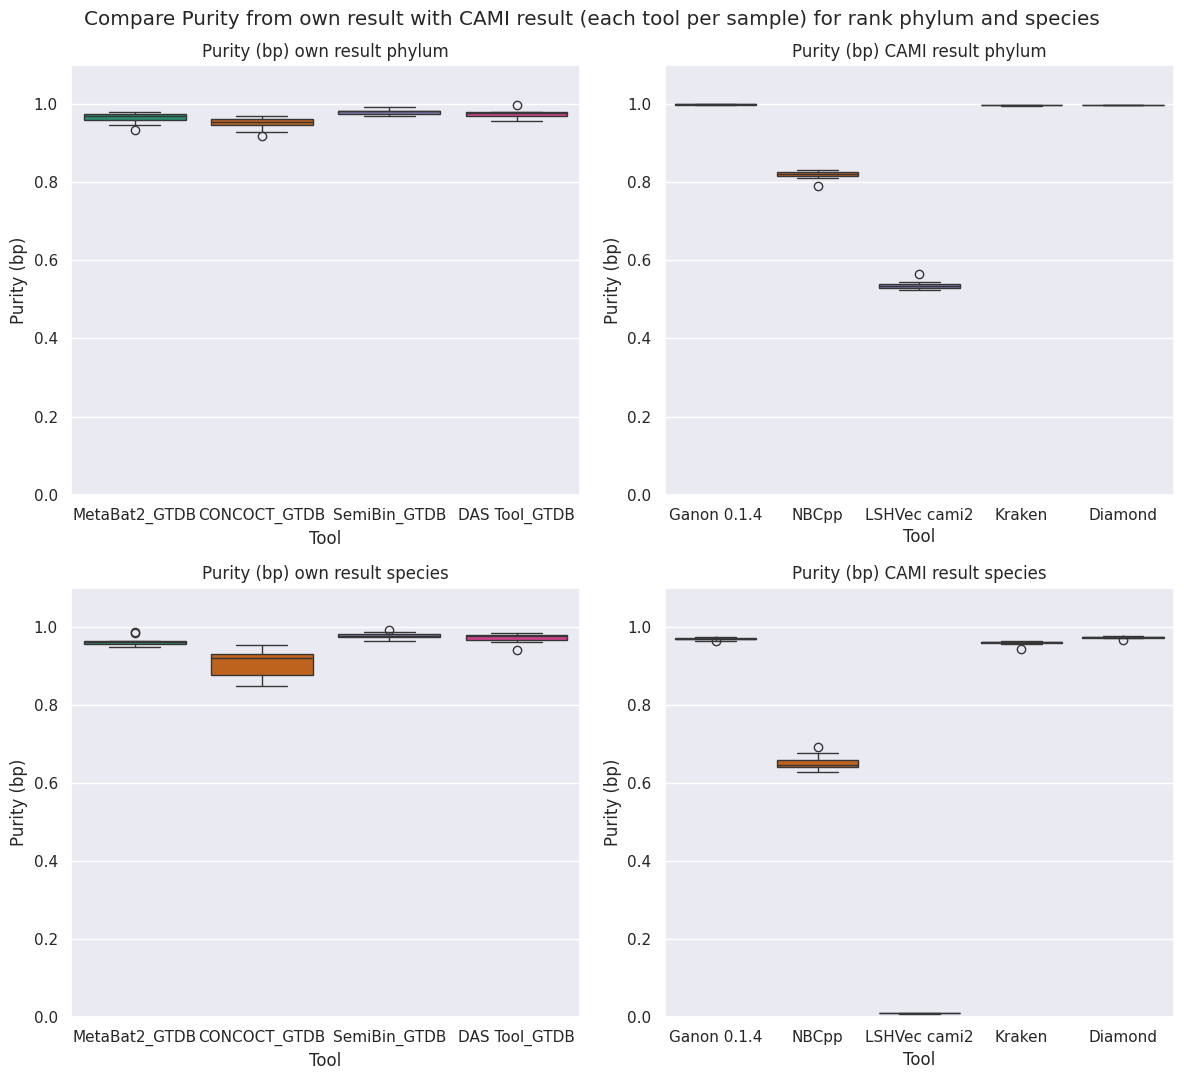 Compare Purity from own result with CAMI result (each tool per sample) for rank phylum and species
Purity (bp) own result phylum
Purity (bp)
1.0
0.8
0.6
0.4
0.2
0.0
MetaBat2_GTDB CONCOCT_GTDB SemiBin_GTDB DAS Tool_GTDB
Tool
Purity (bp) CAMI result phylum
Purity (bp)
1.0
0.8
0.6
0.4
0.2
0.0
Ganon 0.1.4 NBCpp LSHVec cami2 Kraken Diamond
Tool
Purity (bp) own result species
Purity (bp)
1.0
0.8
0.6
0.4
0.2
0.0
MetaBat2_GTDB CONCOCT_GTDB SemiBin_GTDB DAS Tool_GTDB
Tool
Purity (bp) CAMI result species
Purity (bp)
1.0
0.8
0.6
0.4
0.2
0.0
Ganon 0.1.4 NBCpp LSHVec cami2 Kraken Diamond
Tool